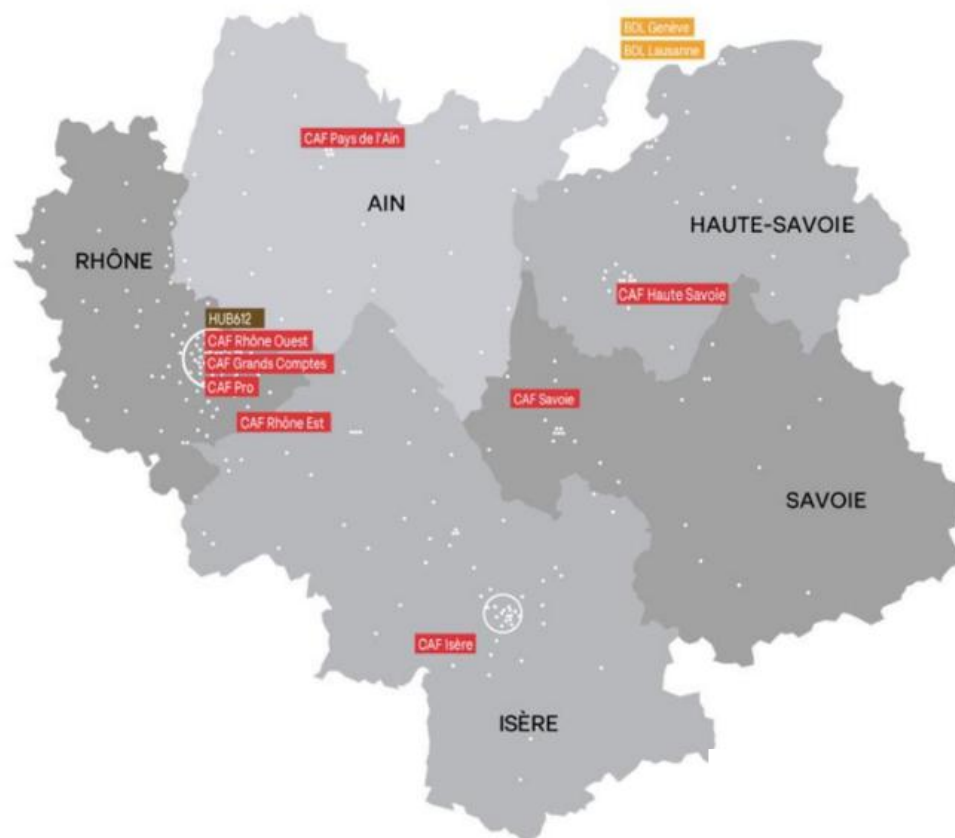 BDL Genève
BDL Lausanne
CAF Pays de l'Ain
AIN
HAUTE-SAVOIE
RHÔNE
CAF Haute Savoie
HUB612
CAF Rhône Ouest
CAF Grands Comptes
CAF Pro
CAF Savoie
CAF Rhône Est
SAVOIE
CAF Isère
ISÈRE